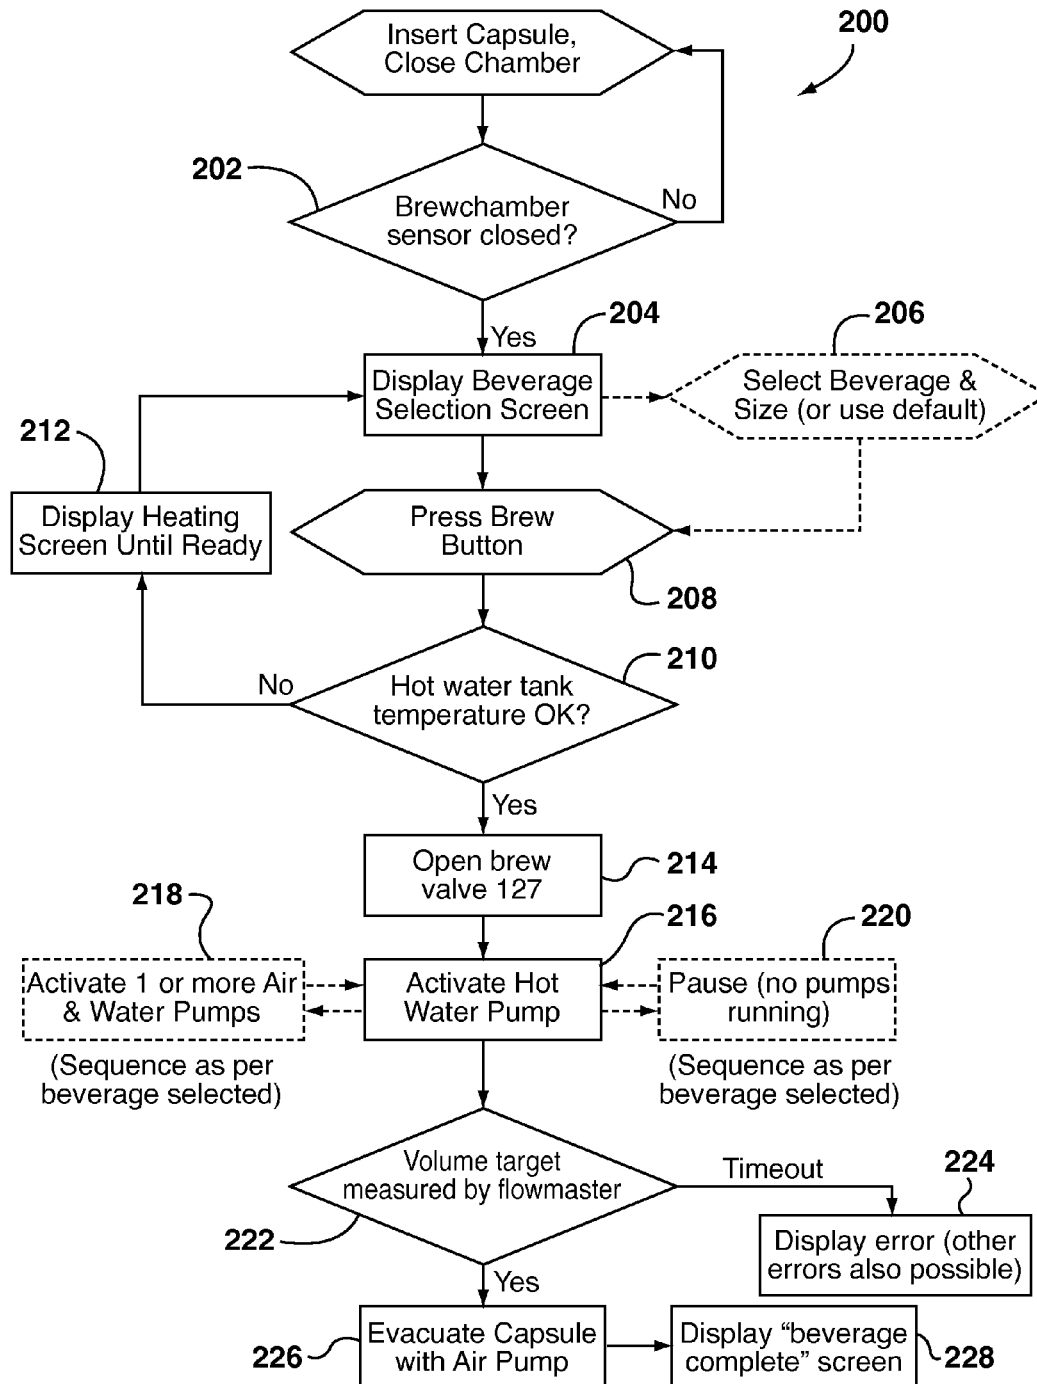 Insert Capsule,
Close Chamber
200
202
Brewchamber
sensor closed?
No
Yes
204
206
Display Beverage
Selection Screen
Select Beverage &
Size (or use default)
212
Display Heating
Screen Until Ready
Press Brew
Button
208
210
No
Hot water tank
temperature OK?
Yes
Open brew
valve 127
214
218
216
220
Activate 1 or more Air
& Water Pumps
Activate Hot
Water Pump
Pause (no pumps
running)
(Sequence as per
beverage selected)
(Sequence as per
beverage selected)
Volume target
measured by flowmaster
Timeout
224
222
Display error (other
errors also possible)
Yes
226
Evacuate Capsule
with Air Pump
Display “beverage
complete” screen
228